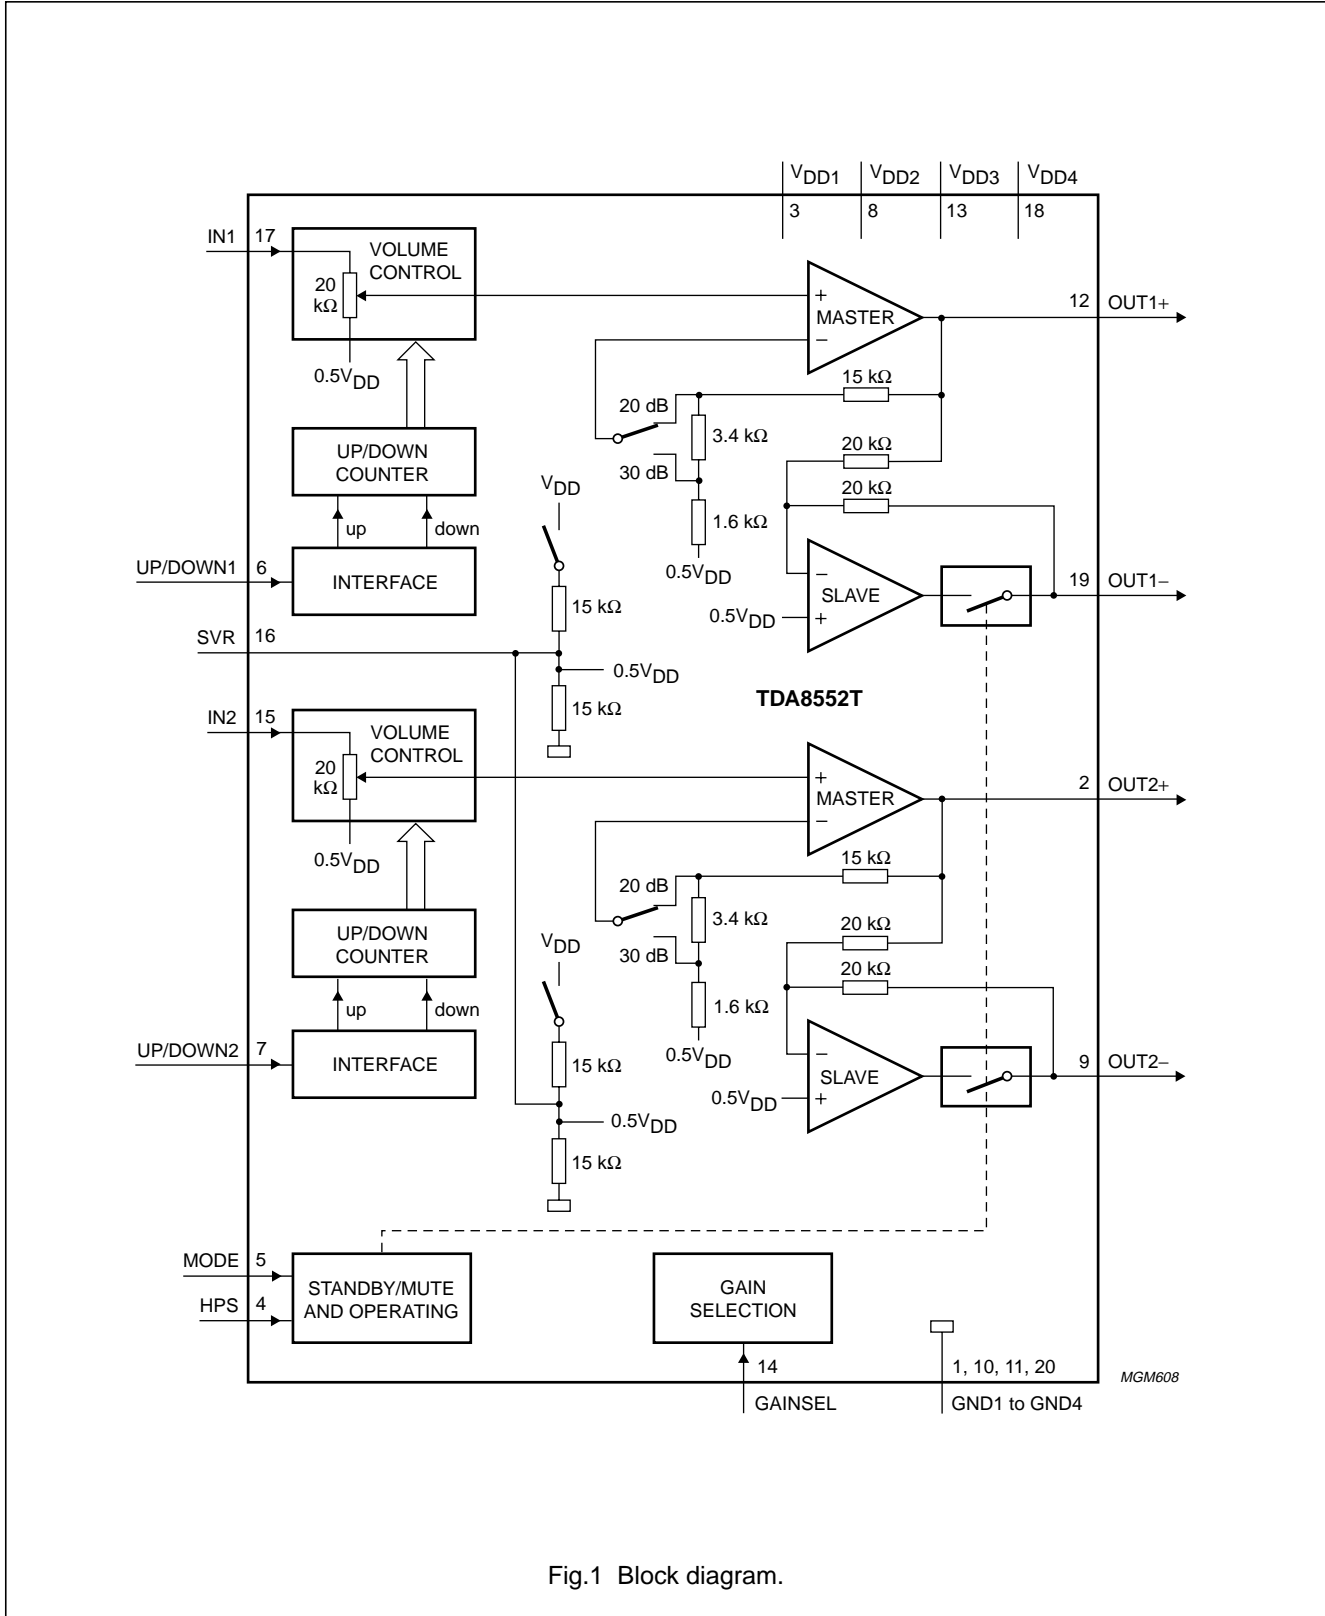 VDD1 VDD2 VDD3 VDD4
3 8 13 18
IN1 17
VOLUME
CONTROL
20
kΩ
0.5VDD
+
MASTER
−
12 OUT1+
15 kΩ
20 dB
3.4 kΩ
30 dB
20 kΩ
20 kΩ
1.6 kΩ
0.5VDD
UP/DOWN
COUNTER
up down
UP/DOWN1 6
INTERFACE
VDD
15 kΩ
−
SLAVE
0.5VDD +
19 OUT1−
SVR 16
0.5VDD
15 kΩ
TDA8552T
IN2 15
VOLUME
CONTROL
20
kΩ
0.5VDD
+
MASTER
−
2 OUT2+
15 kΩ
20 dB
3.4 kΩ
30 dB
20 kΩ
20 kΩ
1.6 kΩ
0.5VDD
UP/DOWN
COUNTER
up down
UP/DOWN2 7
INTERFACE
VDD
15 kΩ
−
SLAVE
0.5VDD +
9 OUT2−
0.5VDD
15 kΩ
MODE 5
HPS 4
STANDBY/MUTE
AND OPERATING
GAIN
SELECTION
14
GAINSEL
1, 10, 11, 20
GND1 to GND4
MGM608
Fig.1 Block diagram.